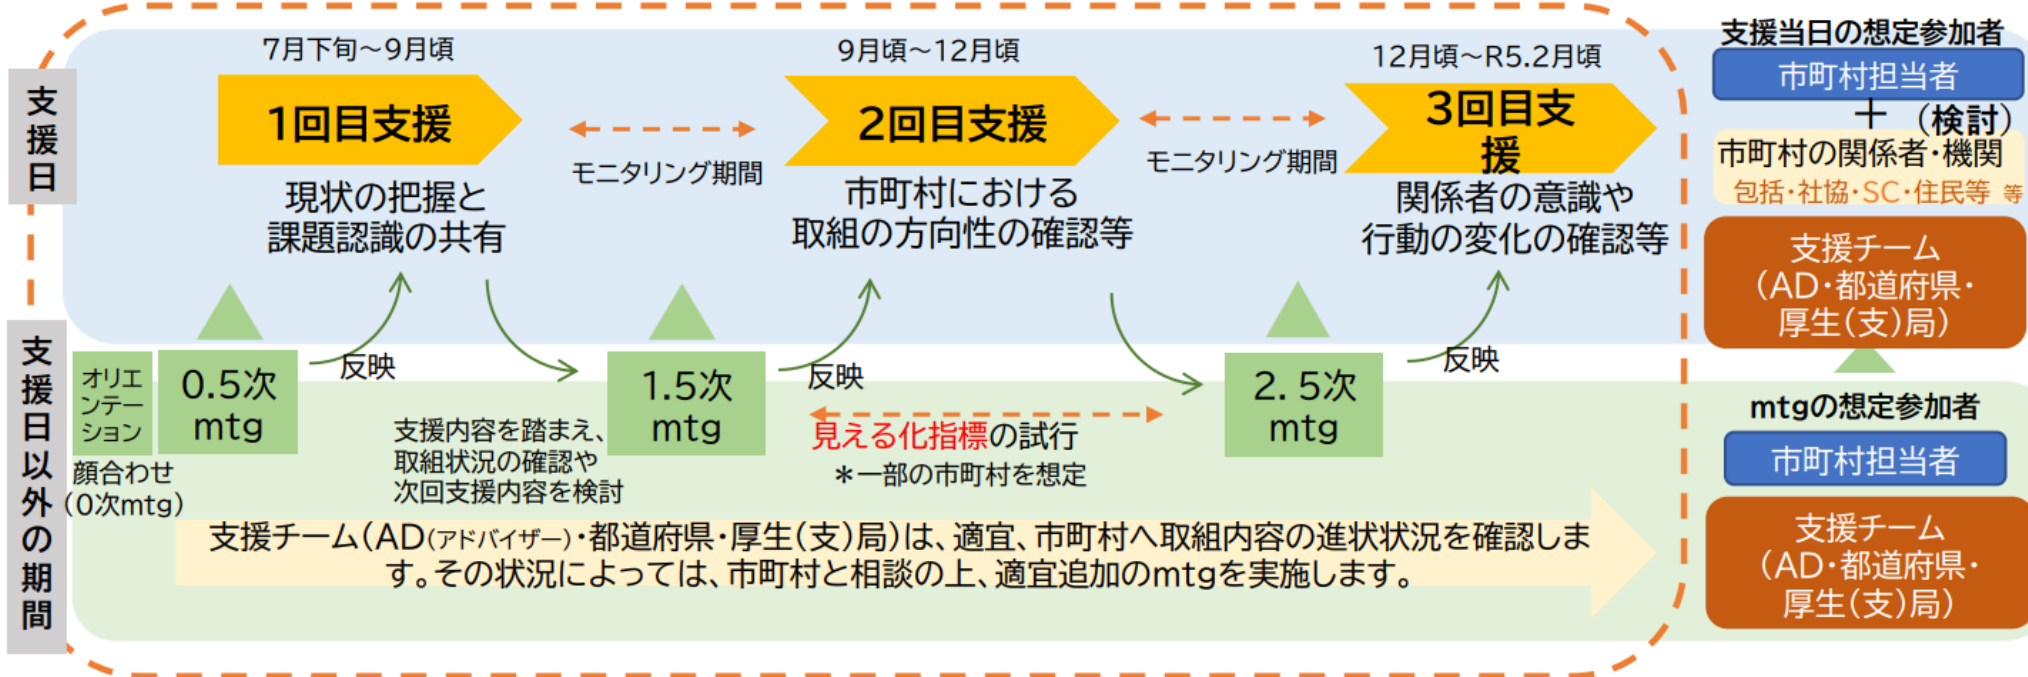 支援日
7月下旬～9月頃
1回目支援
現状の把握と
課題認識の共有
モニタリング期間
9月頃～12月頃
2回目支援
市町村における
取組の方向性の確認等
モニタリング期間
12月頃～R5.2月頃
3回目支
援
関係者の意識や
行動の変化の確認等
支援当日の想定参加者
市町村担当者
＋（検討）
市町村の関係者・機関
包括・社協・SC・住民等 等
支援チーム
（AD・都道府県・
厚生（支）局）
支援日以外の期間
オリエ
ンテー
ション
顔合わせ
（0次mtg）
0.5次
mtg
反映
支援内容を踏まえ、
取組状況の確認や
次回支援内容を検討
1.5次
mtg
反映
見える化指標の試行
＊一部の市町村を想定
2．5次
mtg
反映
支援チーム（AD（アドバイザー）・都道府県・厚生（支）局）は、適宜、市町村へ取組内容の進状状況を確認しま
す。その状況によっては、市町村と相談の上、適宜追加のmtgを実施します。
mtgの想定参加者
市町村担当者
支援チーム
（AD・都道府県・
厚生（支）局）